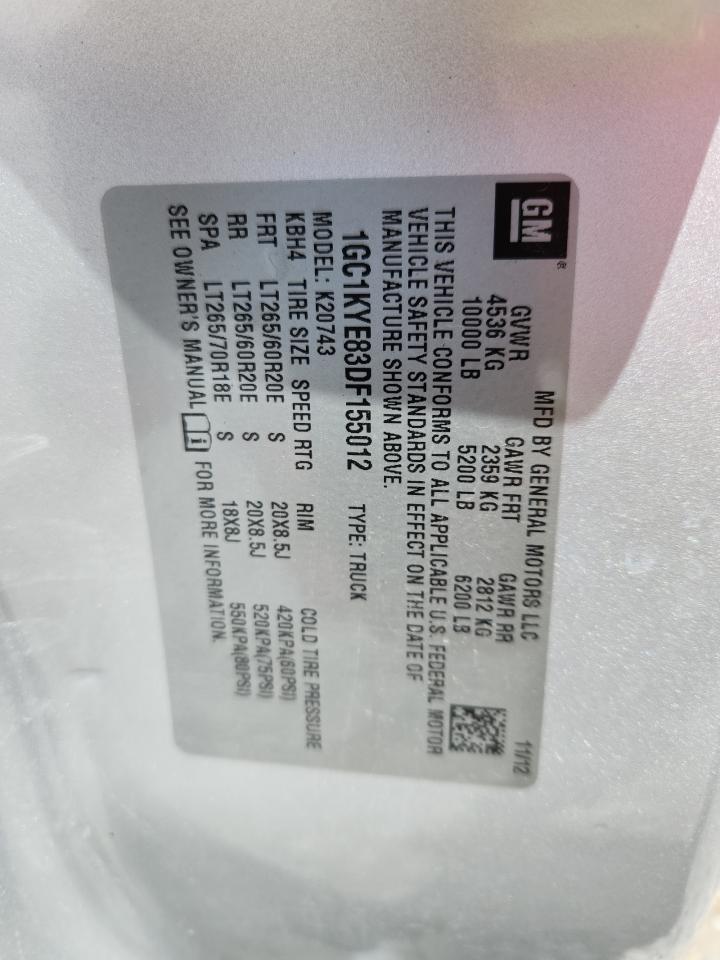 GM®
MFD BY GENERAL MOTORS LLC 11/12
GVWR GAWR FRT GAWR RR
4536 KG 2359 KG 2812 KG
10000 LB 5200 LB 6200 LB
THIS VEHICLE CONFORMS TO ALL APPLICABLE U.S. FEDERAL MOTOR
VEHICLE SAFETY STANDARDS IN EFFECT ON THE DATE OF
MANUFACTURE SHOWN ABOVE.
1GC1KYE83DF155012 TYPE: TRUCK
MODEL: K20743
KBH4 TIRE SIZE SPEED RTG RIM COLD TIRE PRESSURE
FRT LT265/60R20E S 20X8.5J 420KPA(60PSI)
RR LT265/60R20E S 20X8.5J 520KPA(75PSI)
SPA LT265/70R18E S 18X8J 550KPA(80PSI)
SEE OWNER'S MANUAL i FOR MORE INFORMATION.